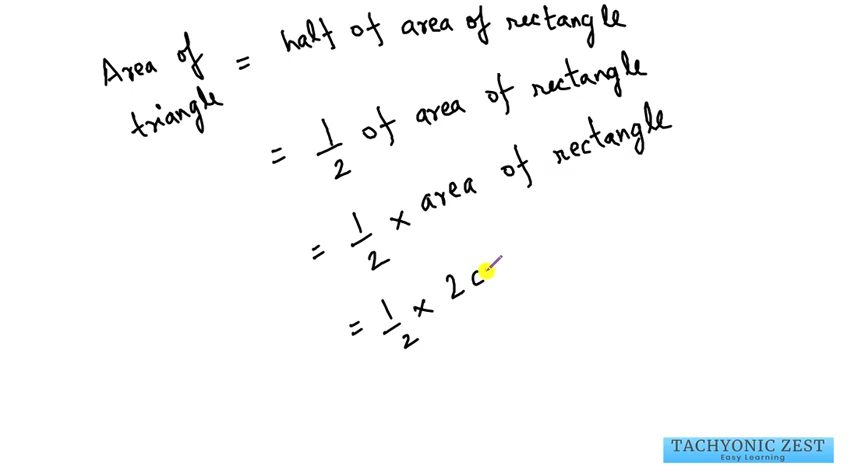 Area of triangle = half of area of rectangle
= 1/2 of area of rectangle
= 1/2 × area of rectangle
= 1/2 × 2c
TACHYONIC ZEST
Easy Learning